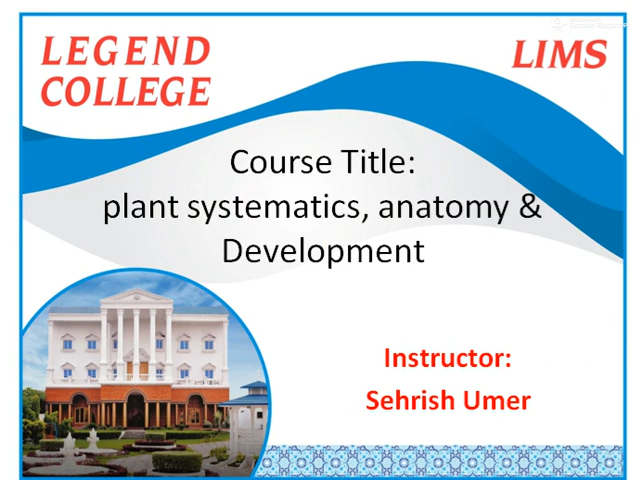 LEGEND
COLLEGE
LIMS
Course Title:
plant systematics, anatomy &
Development
Instructor:
Sehrish Umer